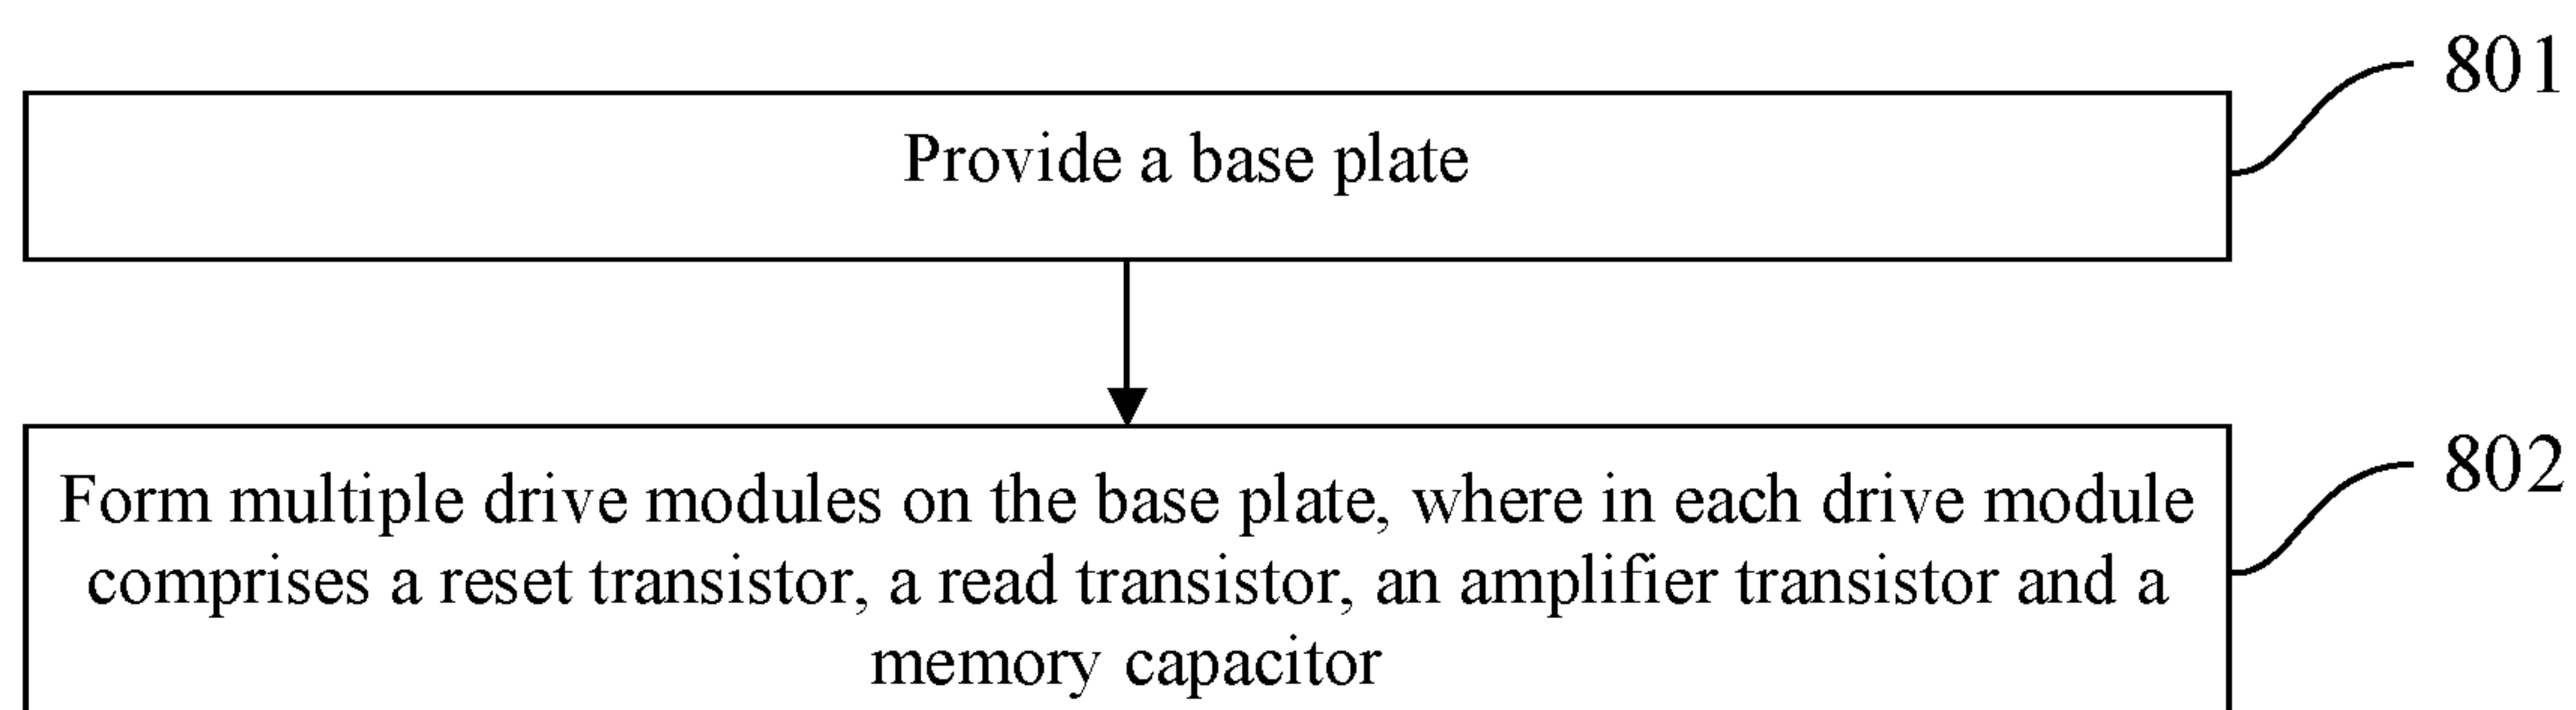 801
Provide a base plate
802
Form multiple drive modules on the base plate, where in each drive module
comprises a reset transistor, a read transistor, an amplifier transistor and a
memory capacitor